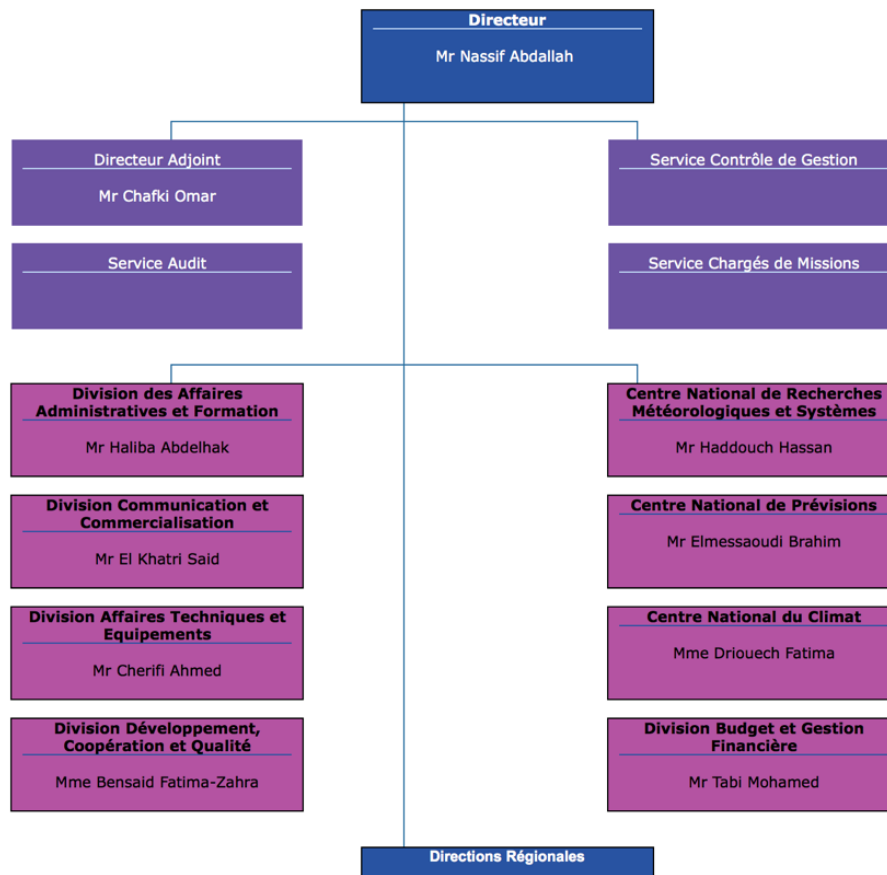 Directeur
Mr Nassif Abdallah
Directeur Adjoint
Mr Chafki Omar
Service Contrôle de Gestion
Service Audit
Service Chargés de Missions
Division des Affaires
Administratives et Formation
Mr Haliba Abdelhak
Centre National de Recherches
Météorologiques et Systèmes
Mr Haddouch Hassan
Division Communication et
Commercialisation
Mr El Khatri Said
Centre National de Prévisions
Mr Elmessaoudi Brahim
Division Affaires Techniques et
Equipements
Mr Cherifi Ahmed
Centre National du Climat
Mme Driouech Fatima
Division Développement,
Coopération et Qualité
Mme Bensaid Fatima-Zahra
Division Budget et Gestion
Financière
Mr Tabi Mohamed
Directions Régionales